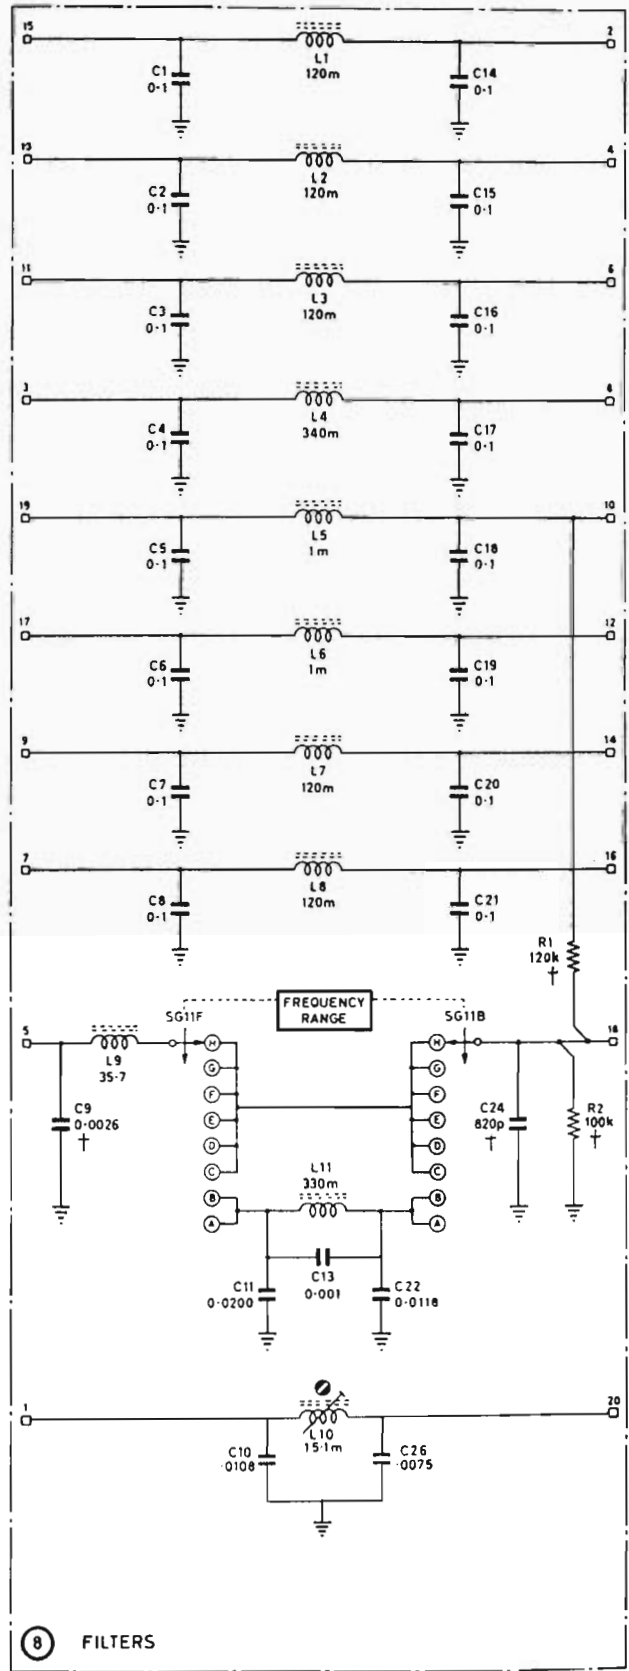 15
2
L1
120m
C1
0·1
C14
0·1
13
4
L2
120m
C2
0·1
C15
0·1
11
6
L3
120m
C3
0·1
C16
0·1
3
L4
340m
C4
0·1
C17
0·1
19
10
L5
1m
C5
0·1
C18
0·1
17
12
L6
1m
C6
0·1
C19
0·1
9
14
L7
120m
C7
0·1
C20
0·1
7
16
L8
120m
C8
0·1
C21
0·1
R1
120k
†
FREQUENCY
RANGE
SG11F
SG11B
5
18
L9
35·7
H
G
F
E
D
C
B
A
H
G
F
E
D
C
B
A
C9
0·0026
†
C24
820p
†
R2
100k
†
L11
330m
C13
0·001
C11
0·0200
C22
0·0118
1
20
L10
15·1m
C10
·0108
C26
·0075
8 FILTERS